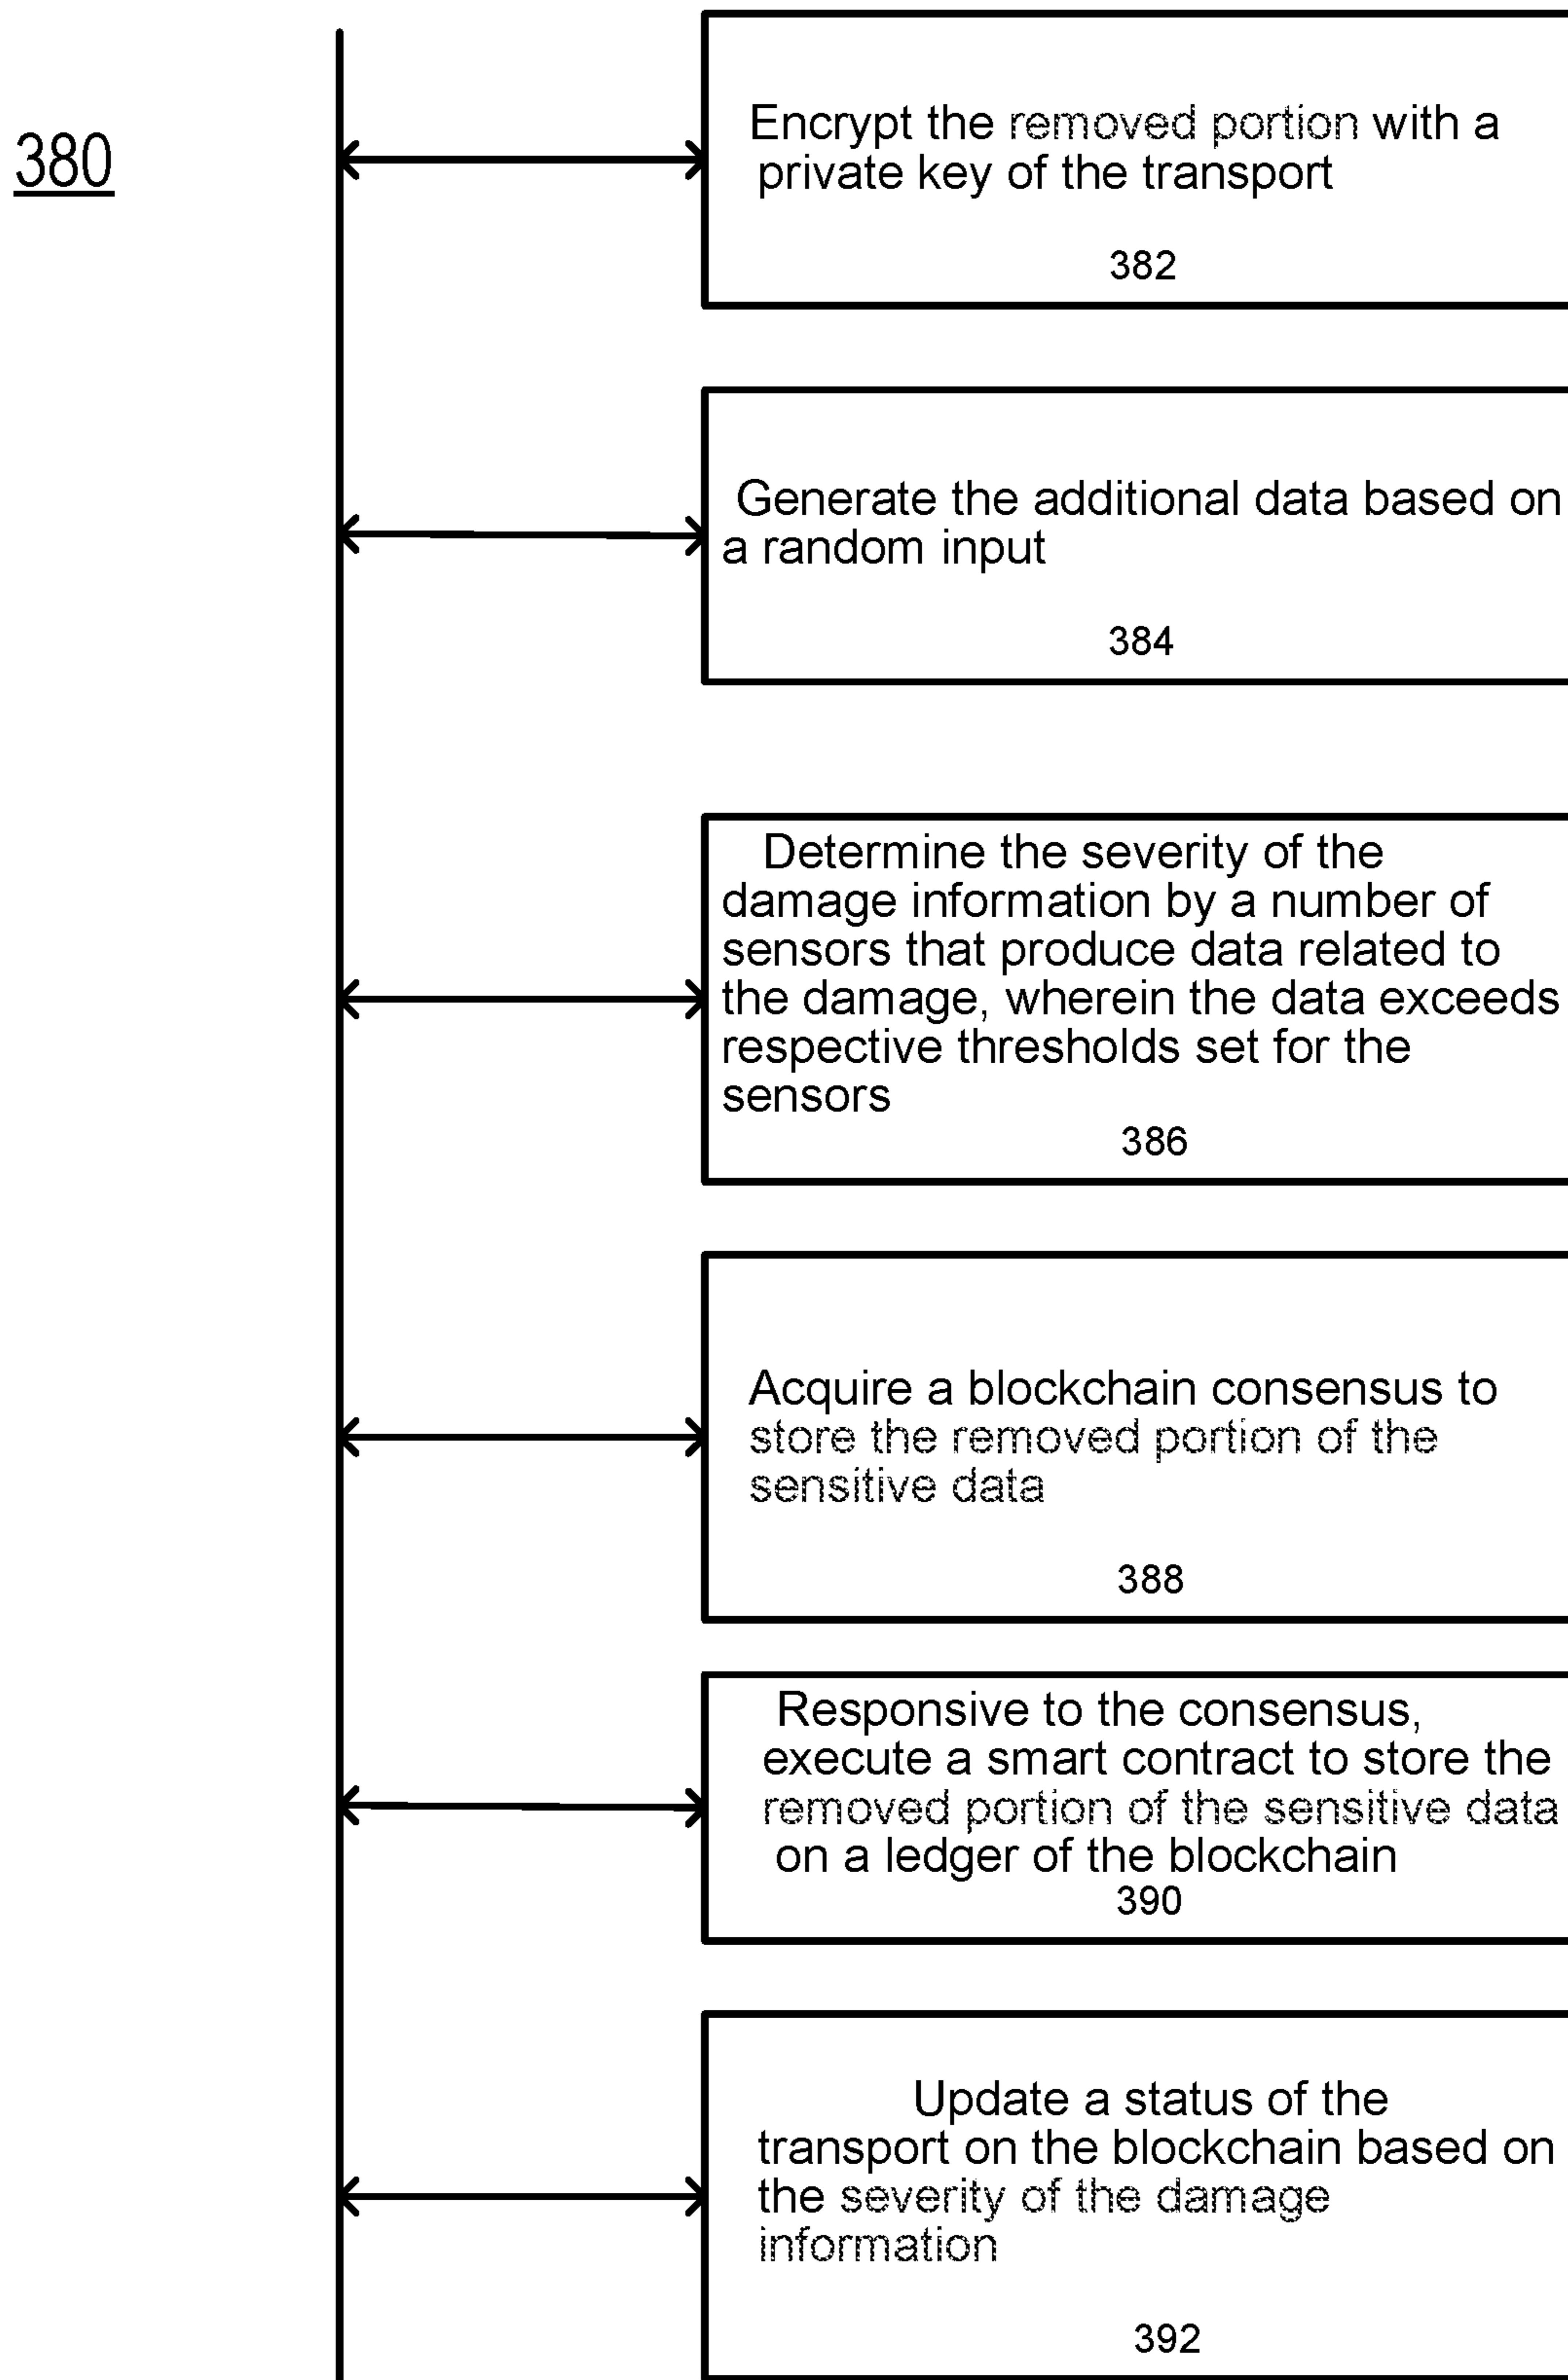 380
Encrypt the removed portion with a
private key of the transport
382
Generate the additional data based on
a random input
384
Determine the severity of the
damage information by a number of
sensors that produce data related to
the damage, wherein the data exceeds
respective thresholds set for the
sensors
386
Acquire a blockchain consensus to
store the removed portion of the
sensitive data
388
Responsive to the consensus,
execute a smart contract to store the
removed portion of the sensitive data
on a ledger of the blockchain
390
Update a status of the
transport on the blockchain based on
the severity of the damage
information
392